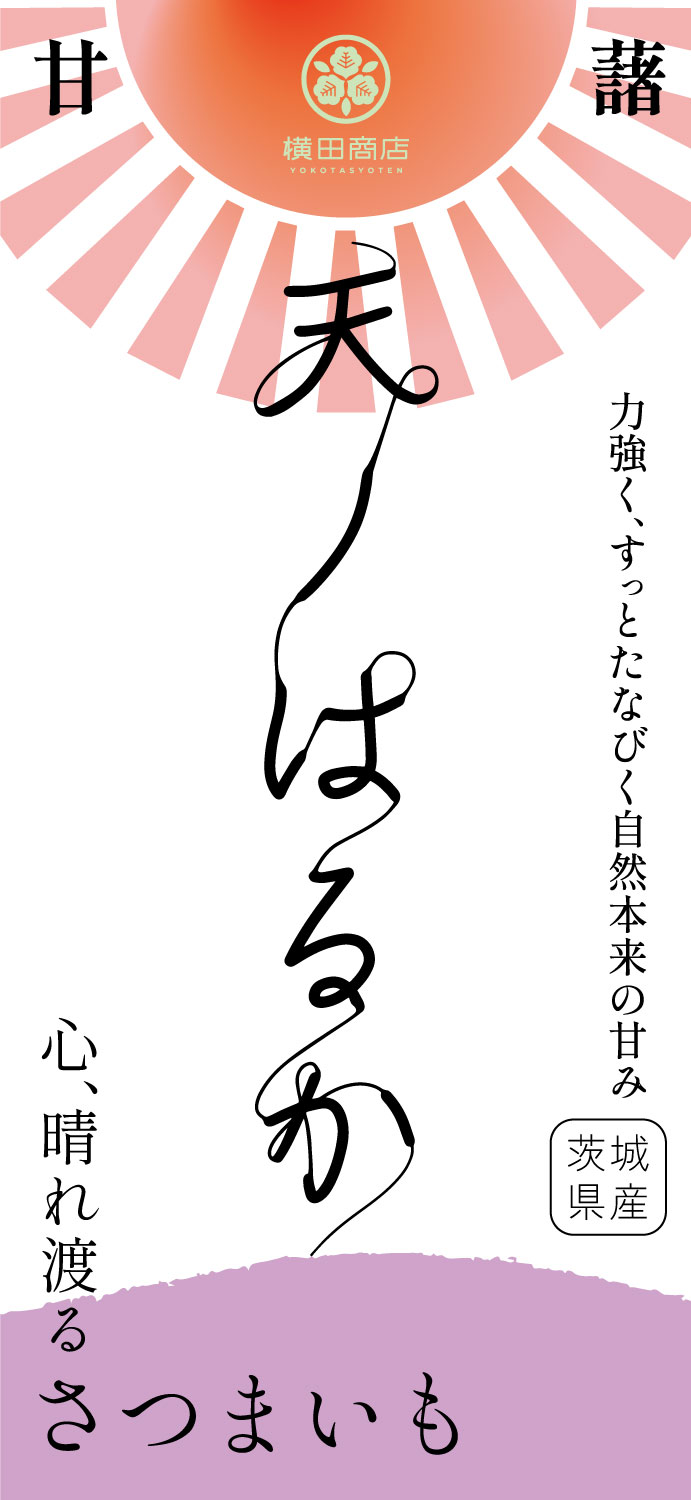 甘藷
横田商店
YOKOTASYOTEN
天ノはるか
力強く、すっとたなびく自然本来の甘み
茨城
県産
心、晴れ渡る
さつまいも